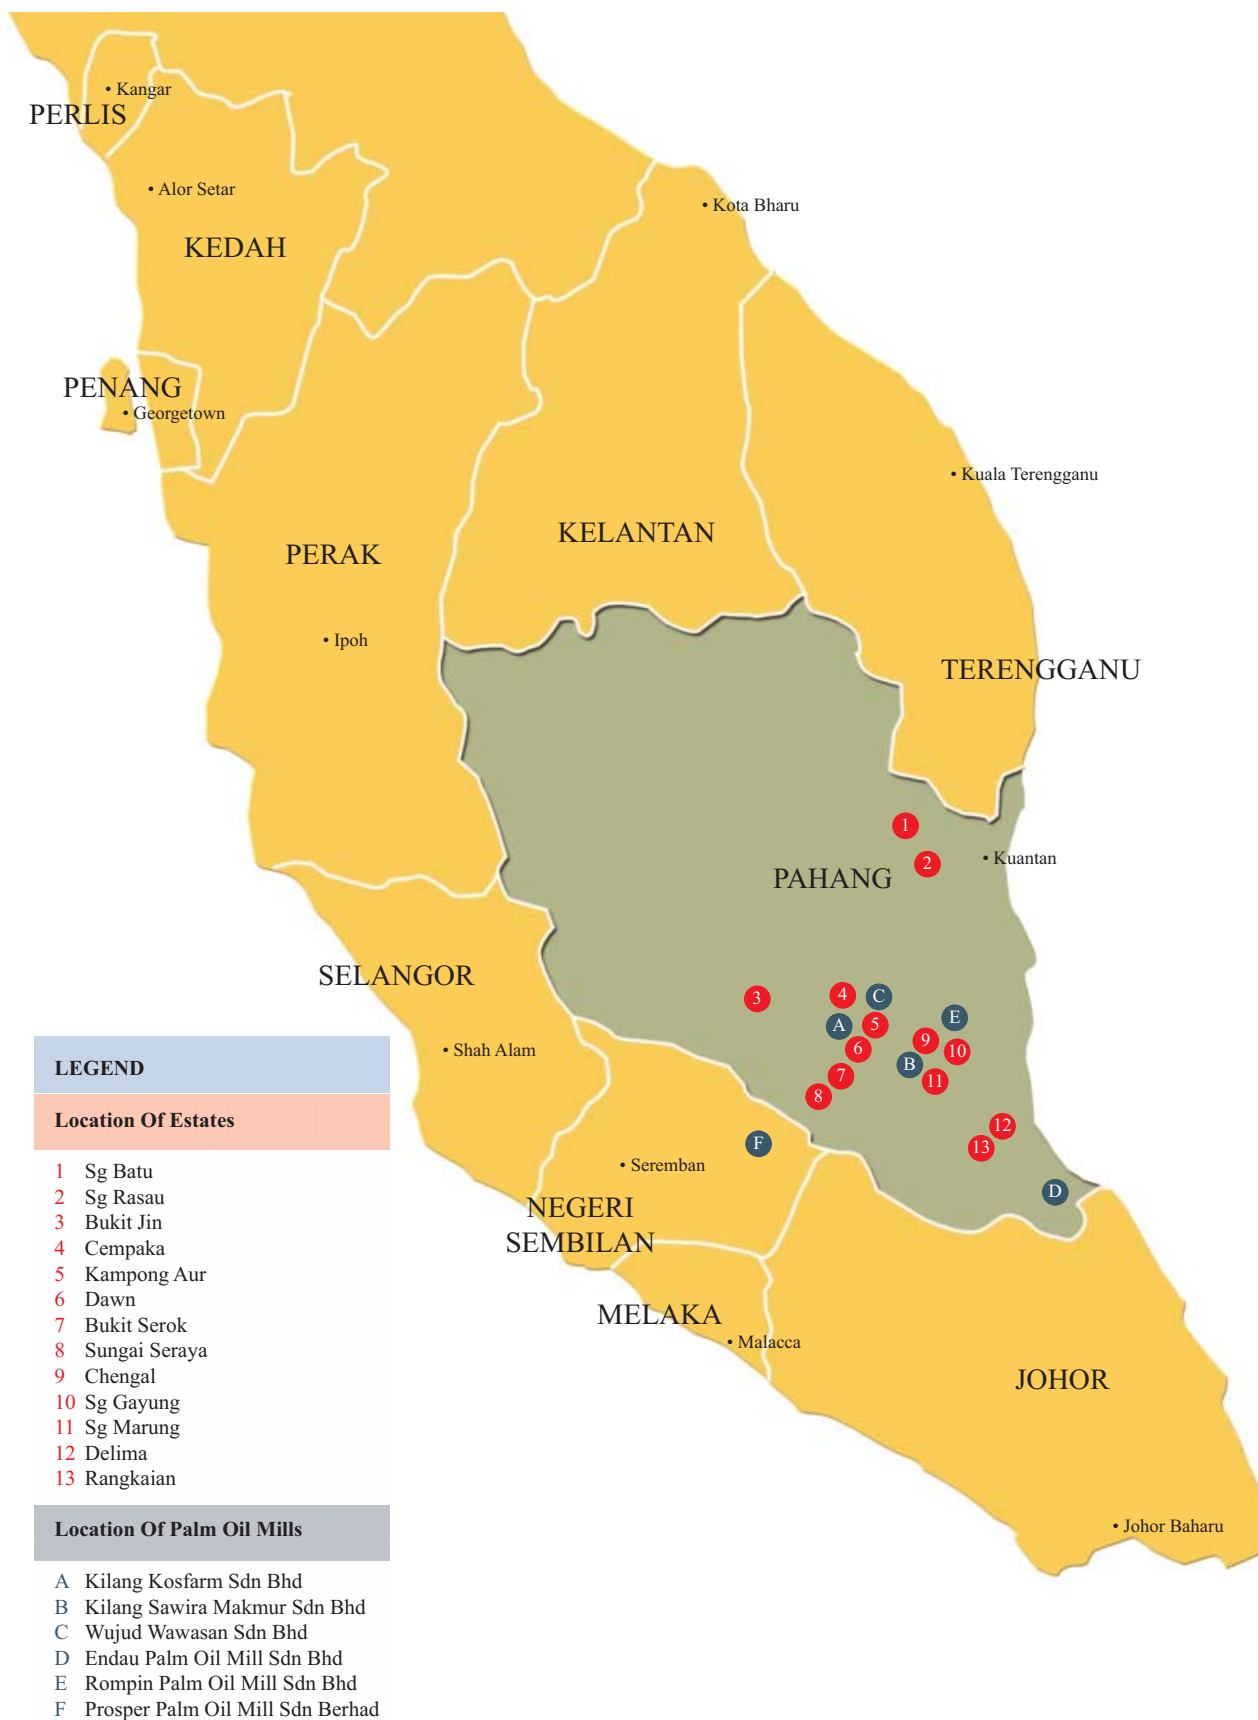 • Kangar
PERLIS
• Alor Setar
• Kota Bharu
KEDAH
PENANG
• Georgetown
• Kuala Terengganu
KELANTAN
PERAK
• Ipoh
TERENGGANU
1
2
• Kuantan
PAHANG
SELANGOR
3
4
C
A
5
E
9
6
10
B
7
11
8
12
13
F
D
• Shah Alam
• Seremban
NEGERI
SEMBILAN
MELAKA
• Malacca
JOHOR
• Johor Baharu
LEGEND
Location Of Estates
1 Sg Batu
2 Sg Rasau
3 Bukit Jin
4 Cempaka
5 Kampong Aur
6 Dawn
7 Bukit Serok
8 Sungai Seraya
9 Chengal
10 Sg Gayung
11 Sg Marung
12 Delima
13 Rangkaian
Location Of Palm Oil Mills
A Kilang Kosfarm Sdn Bhd
B Kilang Sawira Makmur Sdn Bhd
C Wujud Wawasan Sdn Bhd
D Endau Palm Oil Mill Sdn Bhd
E Rompin Palm Oil Mill Sdn Bhd
F Prosper Palm Oil Mill Sdn Berhad